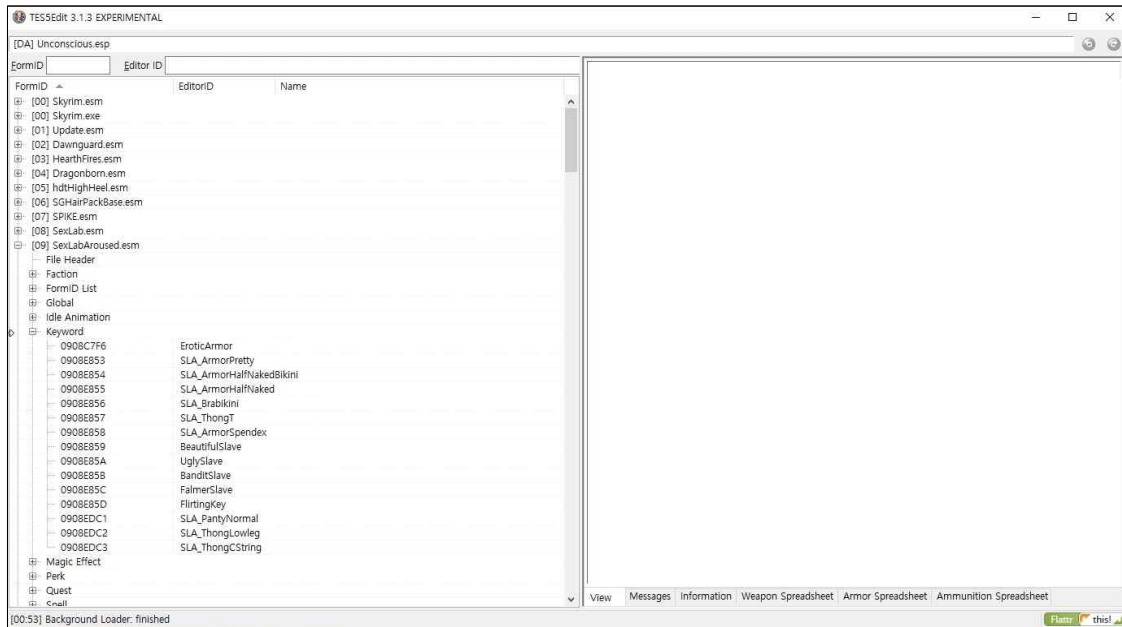 TES5Edit 3.1.3 EXPERIMENTAL
[DA] Unconscious.esp
FormID Editor ID
FormID EditorID Name
[00] Skyrim.esm
[00] Skyrim.exe
[01] Update.esm
[02] Dawnguard.esm
[03] HearthFires.esm
[04] Dragonborn.esm
[05] hdtHighHeel.esm
[06] SGHairPackBase.esm
[07] SPIKE.esm
[08] SexLab.esm
[09] SexLabAroused.esm
File Header
Faction
FormID List
Global
Idle Animation
Keyword
0908C7F6 EroticArmor
0908E853 SLA_ArmorPretty
0908E854 SLA_ArmorHalfNakedBikini
0908E855 SLA_ArmorHalfNaked
0908E856 SLA_Brabikini
0908E857 SLA_ThongT
0908E858 SLA_ArmorSpendex
0908E859 BeautifulSlave
0908E85A UglySlave
0908E85B BanditSlave
0908E85C FalmerSlave
0908E85D FlirtingKey
0908EDC1 SLA_PantyNormal
0908EDC2 SLA_ThongLowleg
0908EDC3 SLA_ThongCString
Magic Effect
Perk
Quest
Spell
View Messages Information Weapon Spreadsheet Armor Spreadsheet Ammunition Spreadsheet
[00:53] Background Loader: finished
Flattr this!